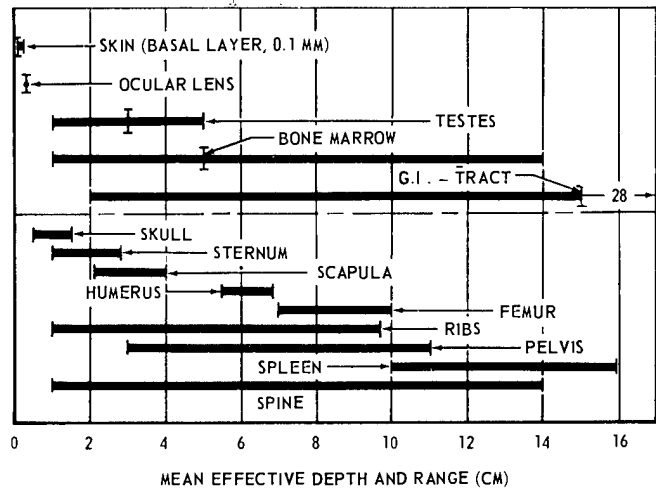 SKIN (BASAL LAYER, 0.1 MM)
OCULAR LENS
TESTES
BONE MARROW
G.I. - TRACT
28
SKULL
STERNUM
SCAPULA
HUMERUS
FEMUR
RIBS
PELVIS
SPLEEN
SPINE
0 2 4 6 8 10 12 14 16
MEAN EFFECTIVE DEPTH AND RANGE (CM)